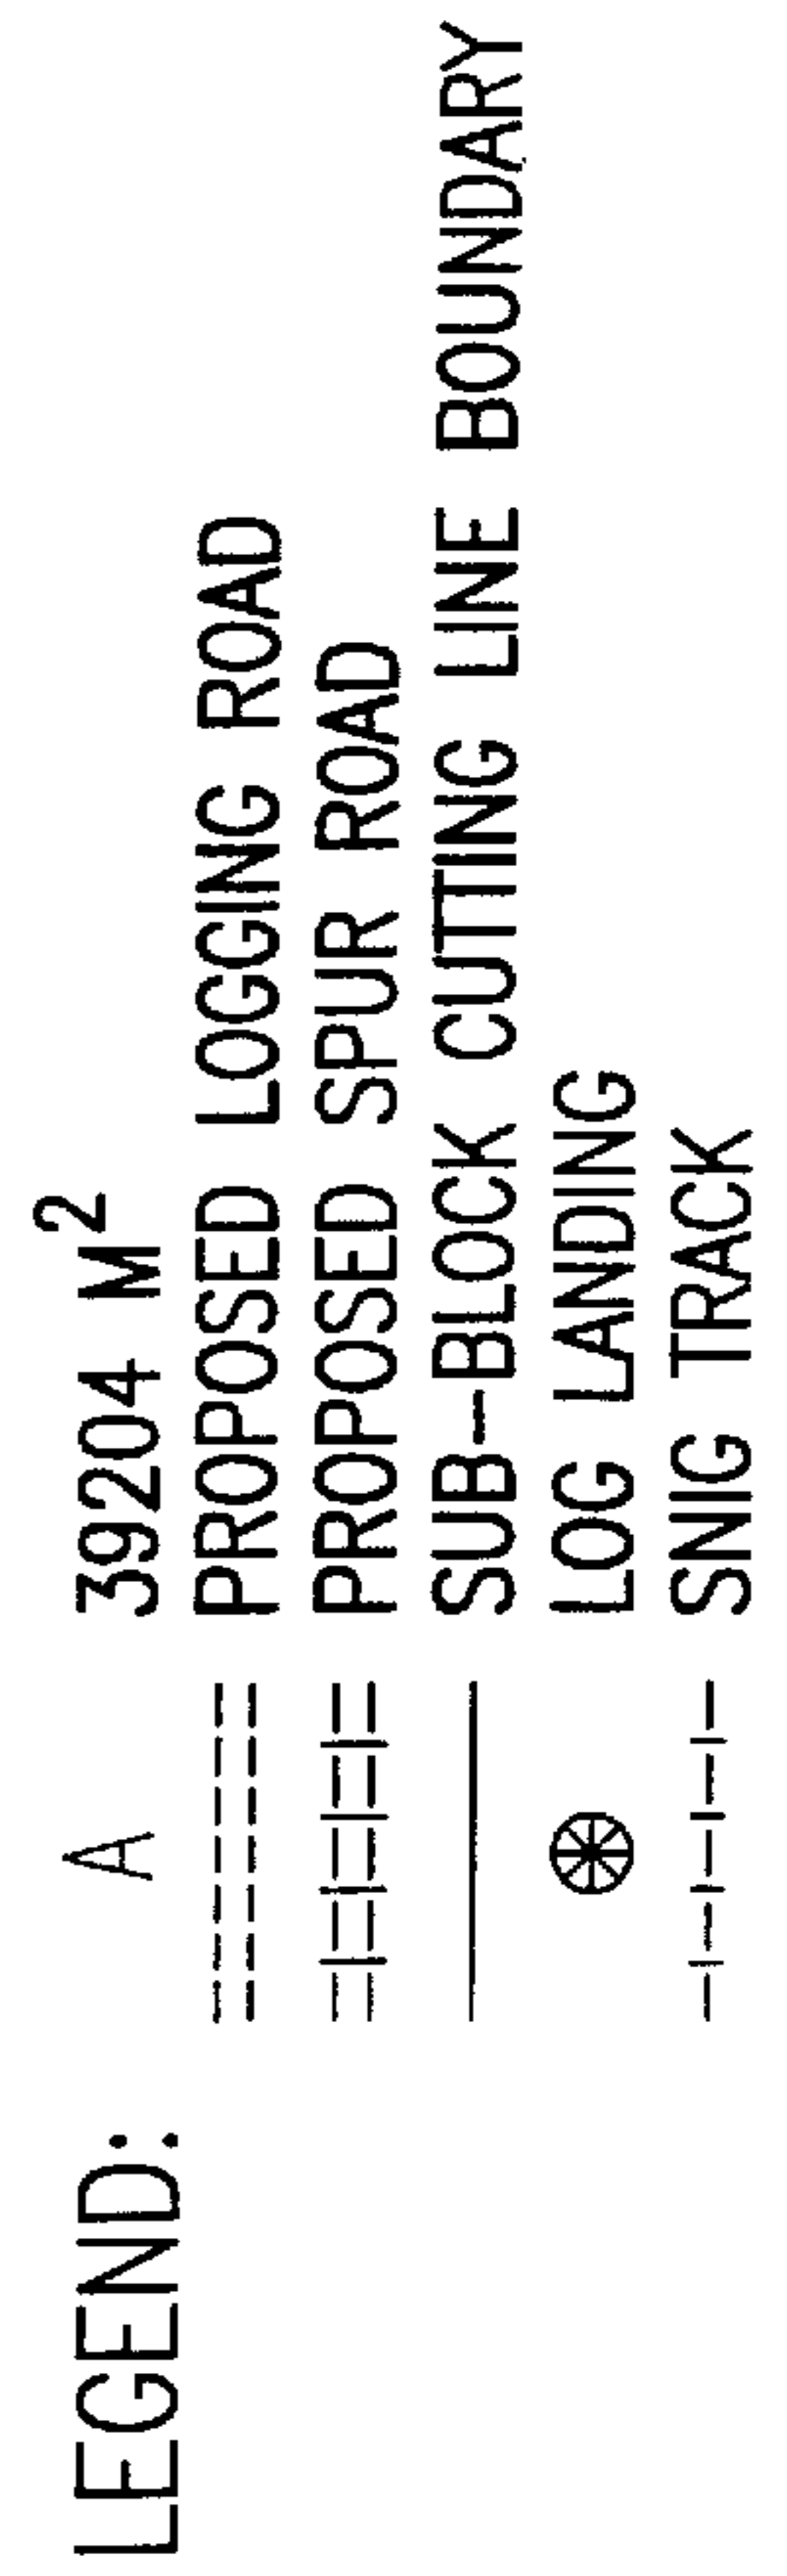 LEGEND:
A 39204 M²
PROPOSED LOGGING ROAD
PROPOSED SPUR ROAD
SUB-BLOCK CUTTING LINE BOUNDARY
LOG LANDING
SNIG TRACK